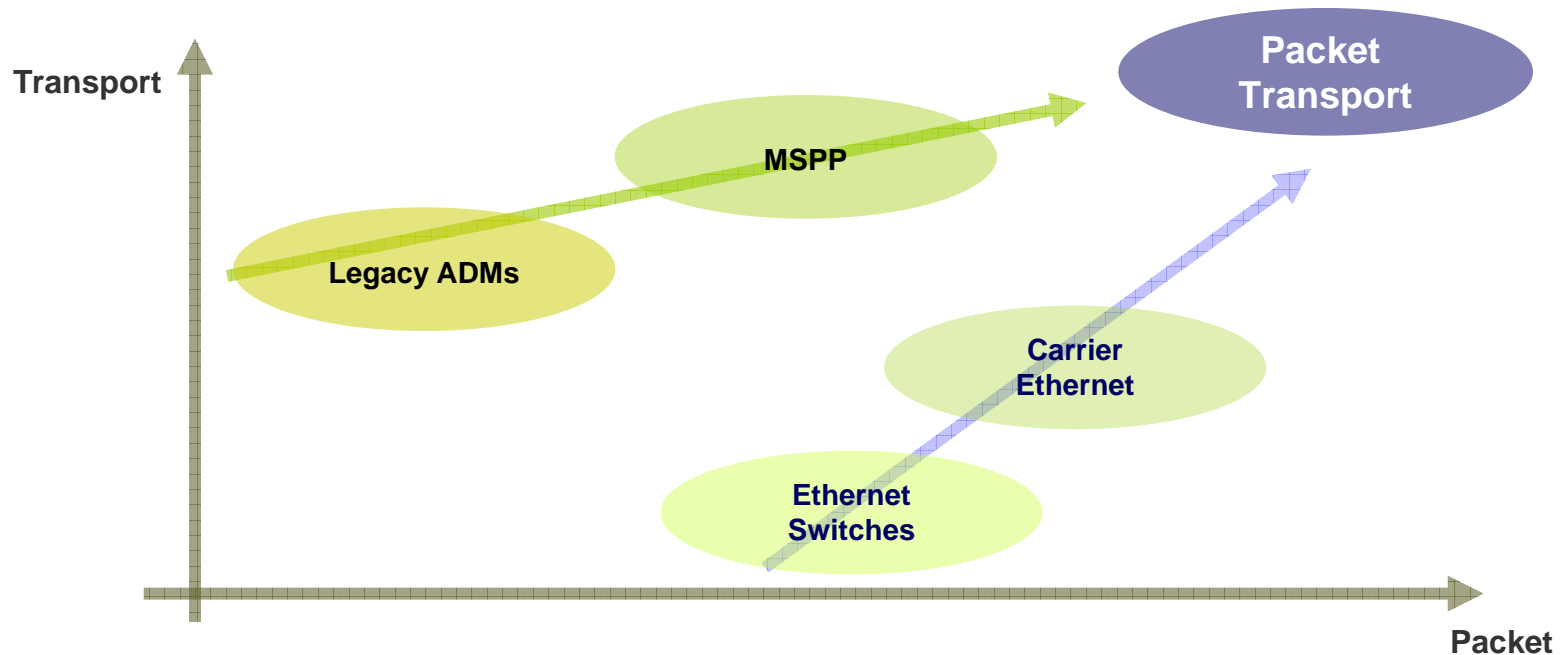 Packet
Transport
Transport
MSPP
Legacy ADMs
Carrier
Ethernet
Ethernet
Switches
Packet